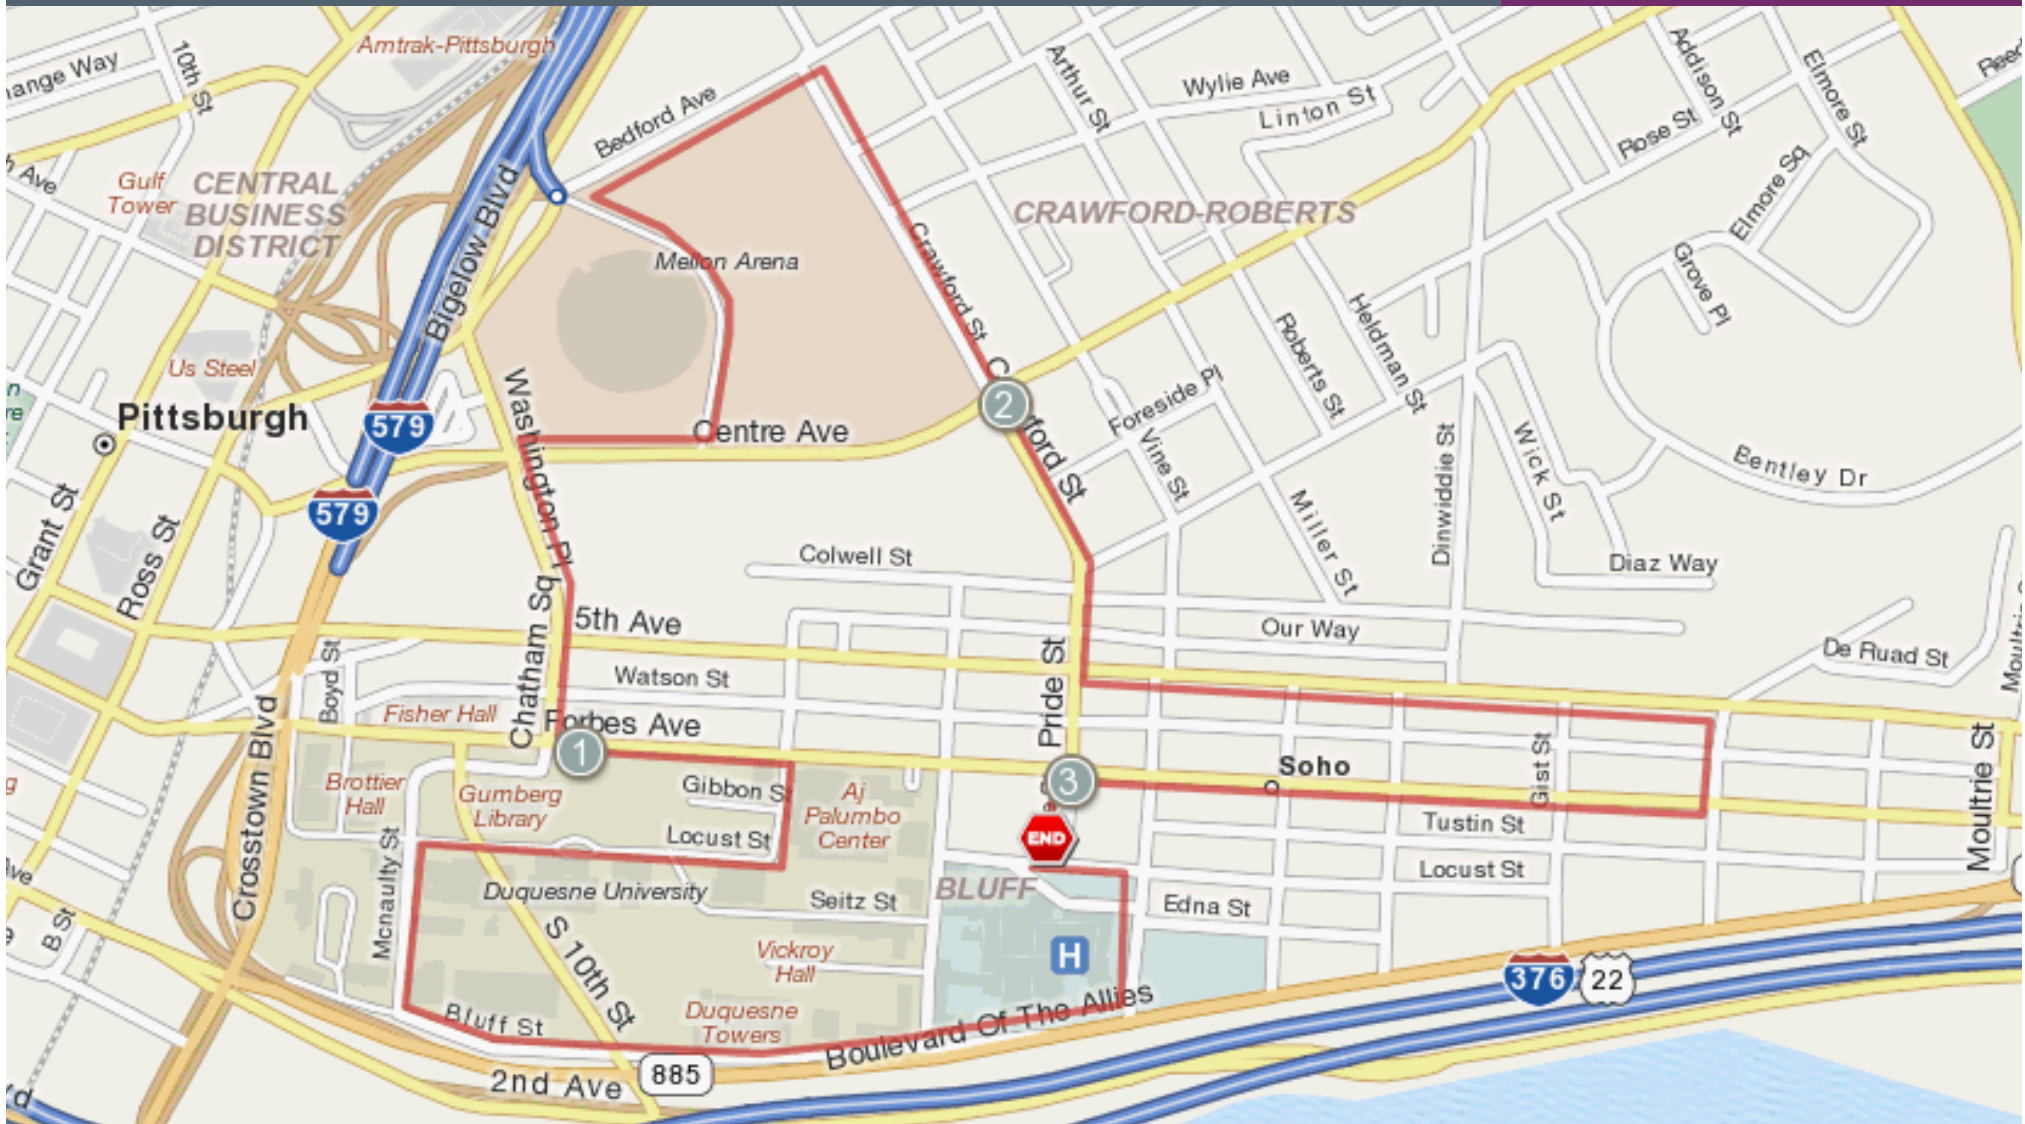 Amtrak-Pittsburgh
10th St
Bedford Ave
Arthur St
Wylie Ave
Linton St
Addison St
Elmore St
Rose St
Gulf
Tower
CENTRAL
BUSINESS
DISTRICT
Bigelow Blvd
Mellon Arena
Crawford St
CRAWFORD-ROBERTS
Elmore Sq
Grove Pl
Us Steel
Pittsburgh
579
579
Washington Pl
Centre Ave
2
Foreside Pl
Vine St
Roberts St
Heldman St
Miller St
Dinwiddie St
Wick St
Bentley Dr
Diaz Way
Grant St
Ross St
Colwell St
Our Way
De Ruad St
5th Ave
Chatham Sq
Watson St
Boyd St
Fisher Hall
Forbes Ave
1
Pride St
3
Soho
Gist St
Moultrie St
Crosstown Blvd
Brottier
Hall
Gumberg
Library
Gibbon St
Aj
Palumbo
Center
Locust St
END
Tustin St
Locust St
Mcnaulty St
Duquesne University
Seitz St
BLUFF
Edna St
B St
S 10th St
Vickroy
Hall
H
376
22
Bluff St
Duquesne
Towers
Boulevard Of The Allies
2nd Ave
885